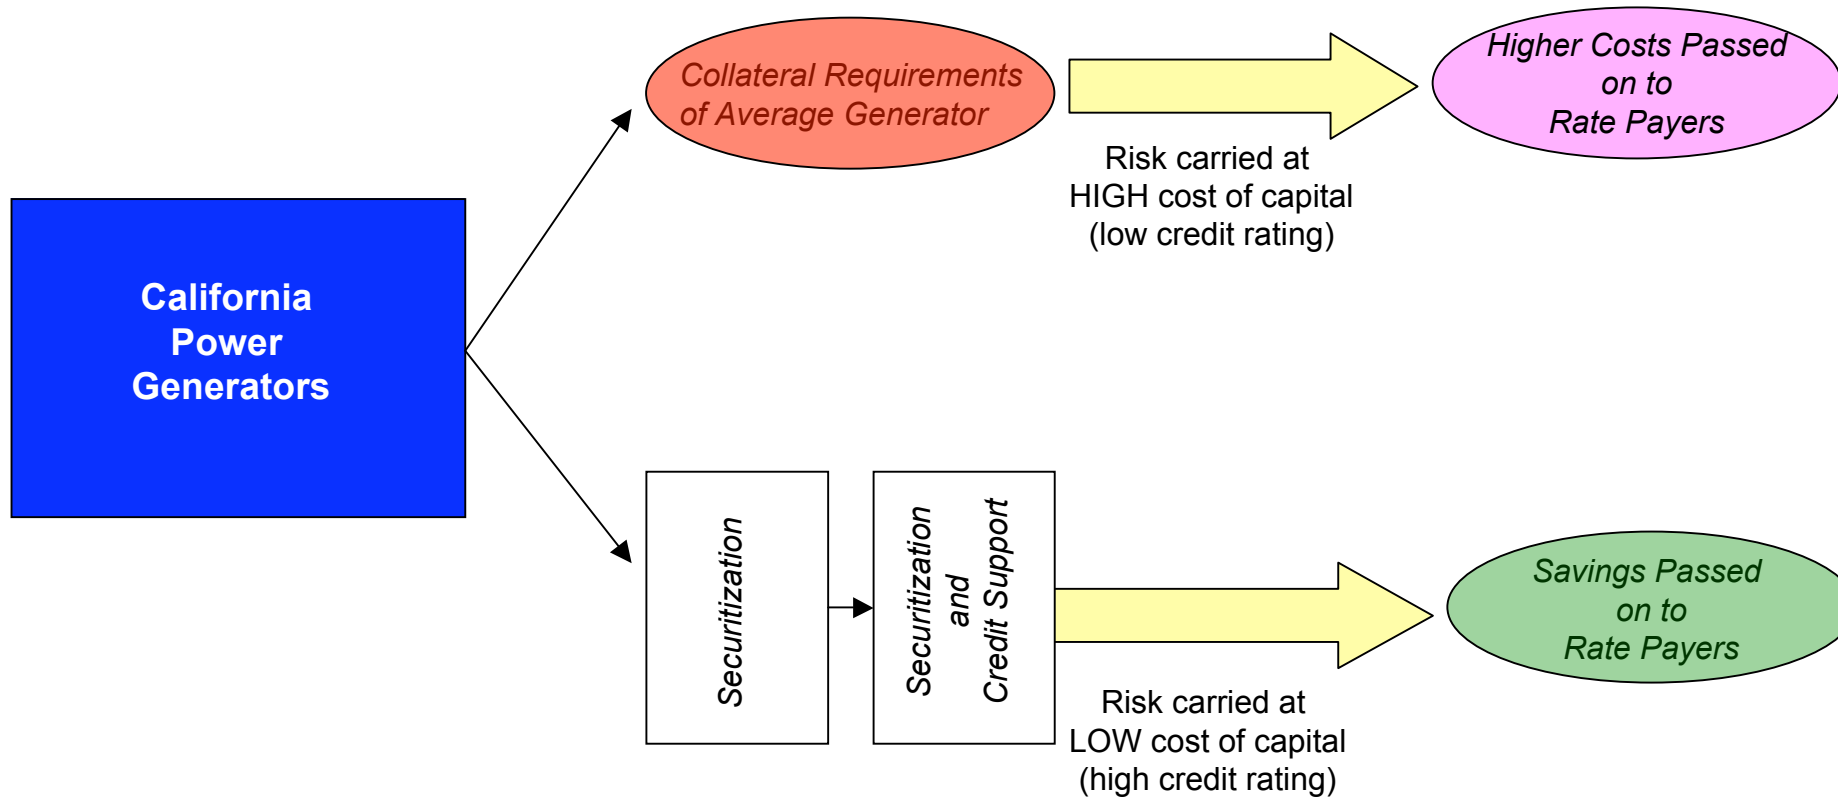 California
Power
Generators
Collateral Requirements
of Average Generator
Risk carried at
HIGH cost of capital
(low credit rating)
Higher Costs Passed
on to
Rate Payers
Securitization
Securitization
and
Credit Support
Risk carried at
LOW cost of capital
(high credit rating)
Savings Passed
on to
Rate Payers